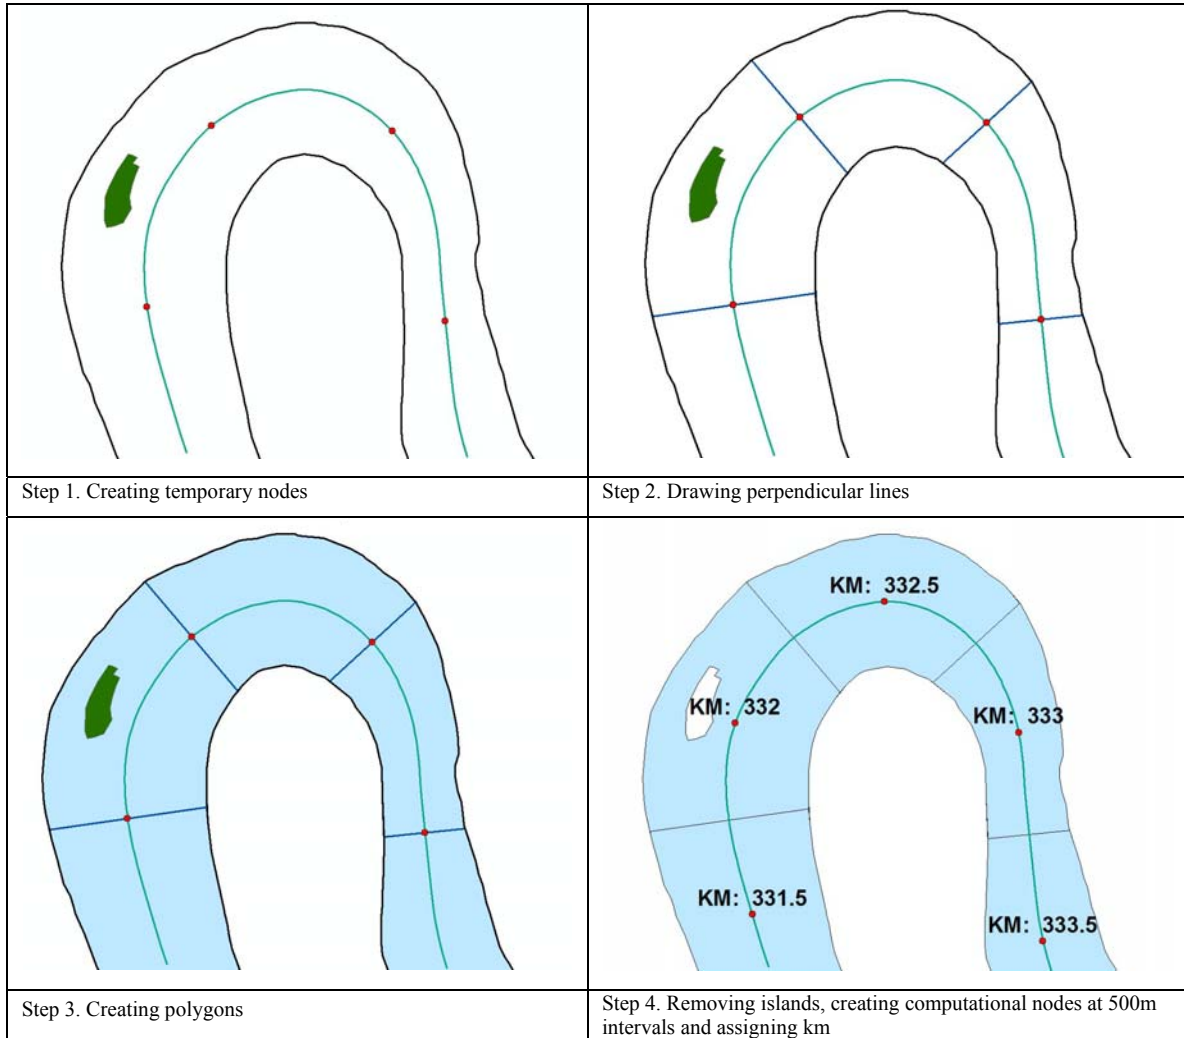 Step 1. Creating temporary nodes
Step 2. Drawing perpendicular lines
KM: 332.5
KM: 332
KM: 333
KM: 331.5
KM: 333.5
Step 3. Creating polygons
Step 4. Removing islands, creating computational nodes at 500m
intervals and assigning km